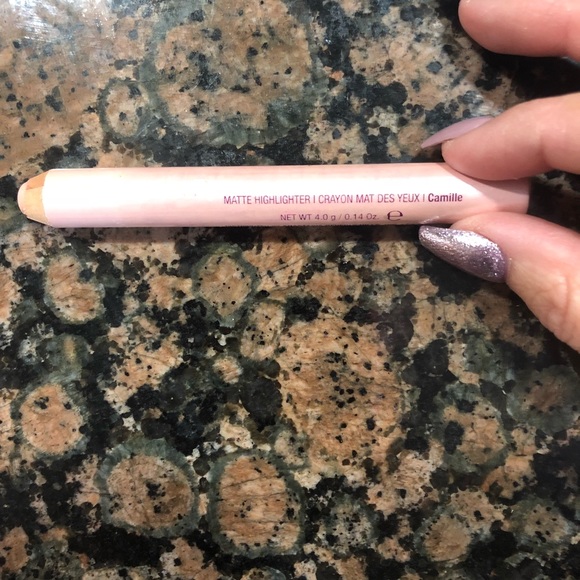 MATTE HIGHLIGHTER | CRAYON MAT DES YEUX | Camille
NET WT 4.0 g / 0.14 Oz. ℮